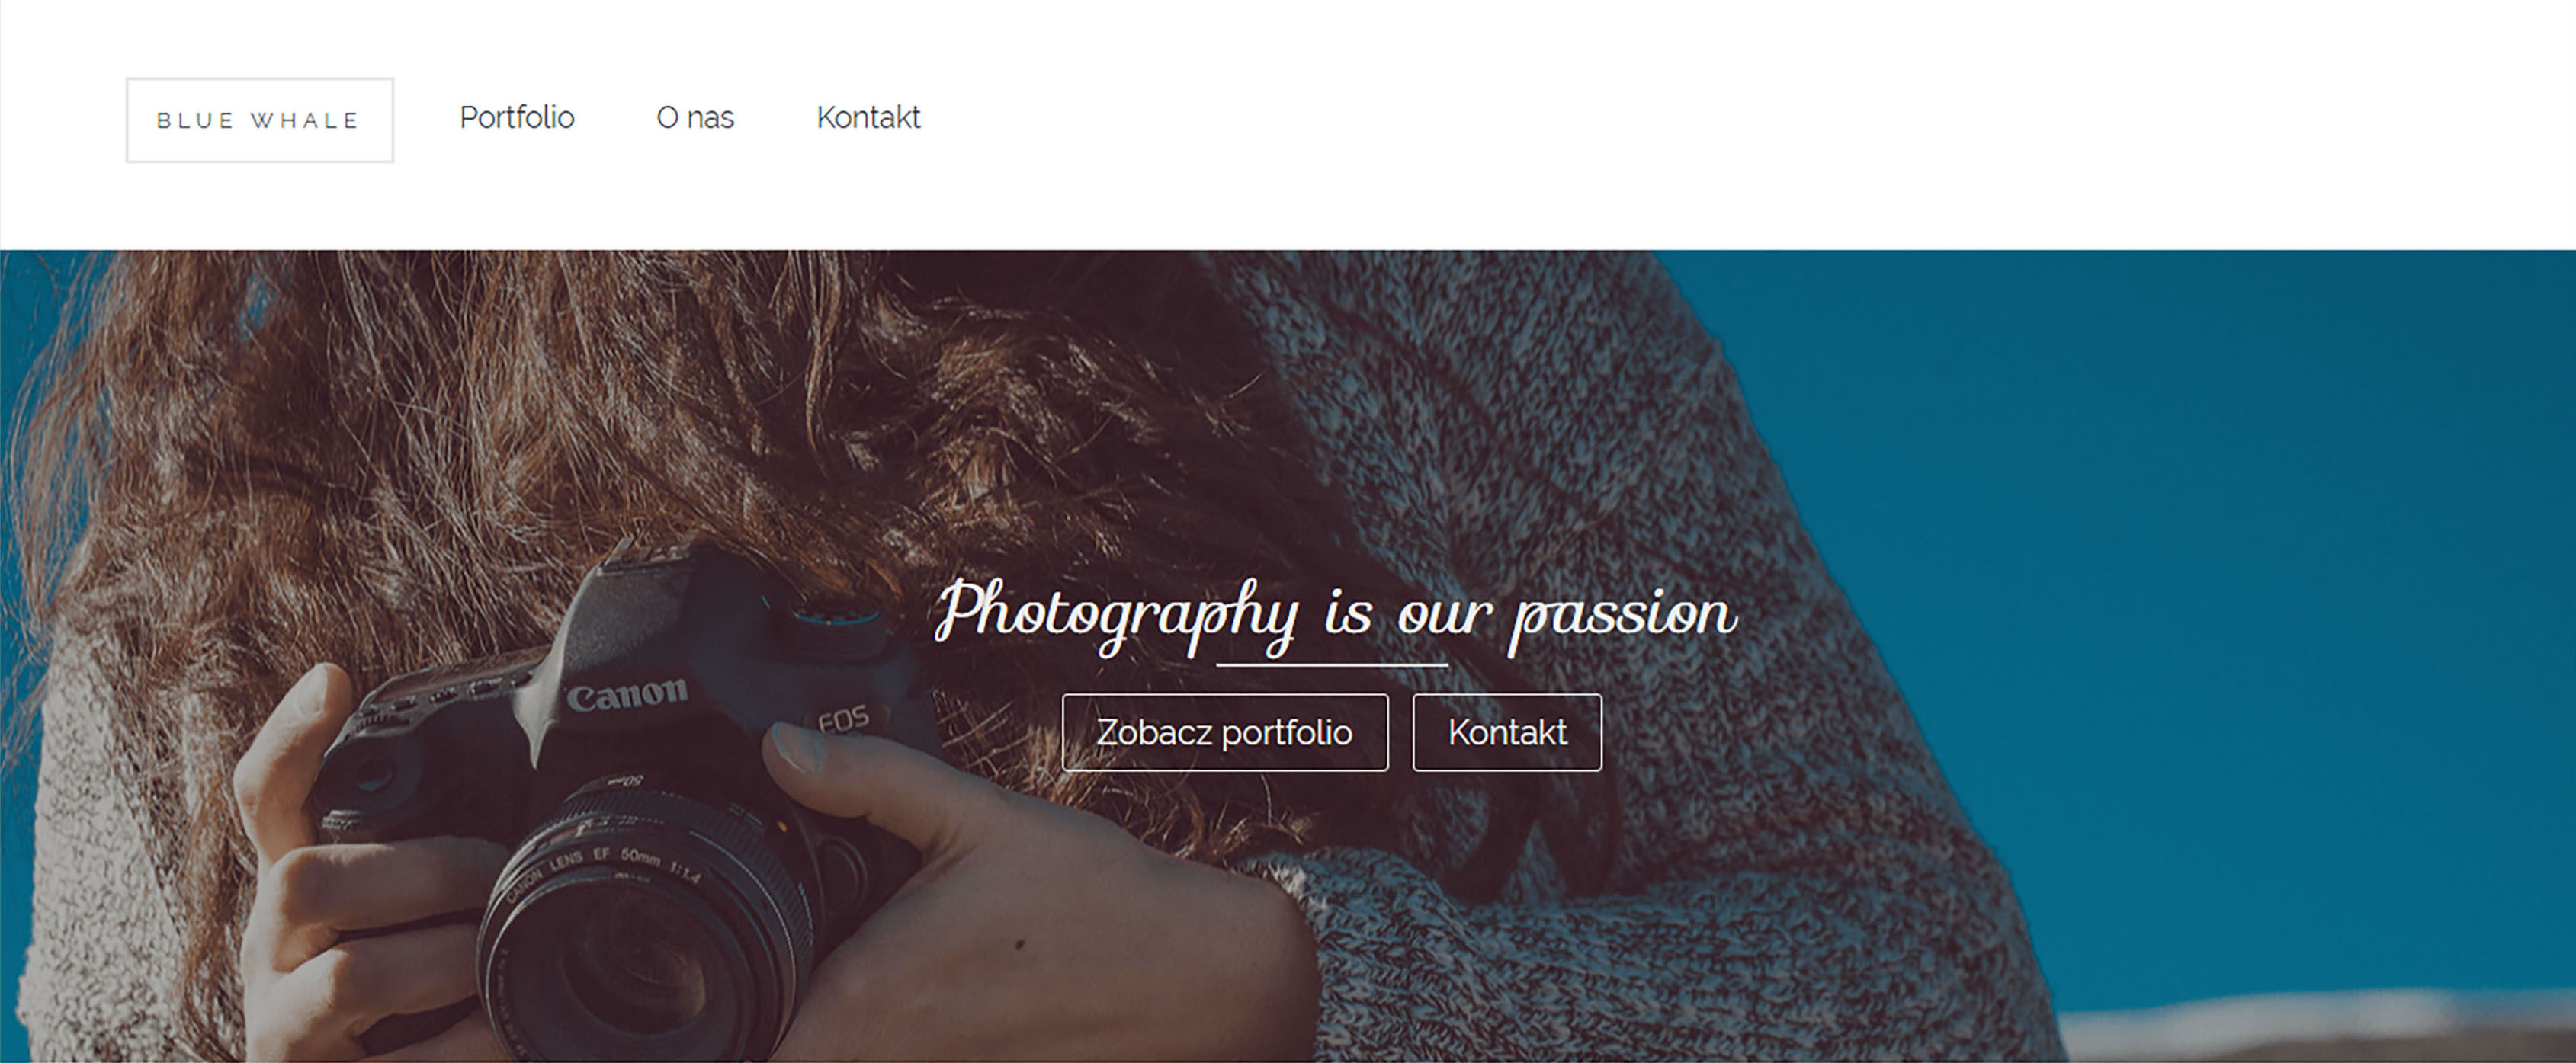 BLUE WHALE
Portfolio O nas Kontakt
Photography is our passion
Zobacz portfolio Kontakt
Canon
EOS
50mm
CANON LENS EF 50mm 1:1.4